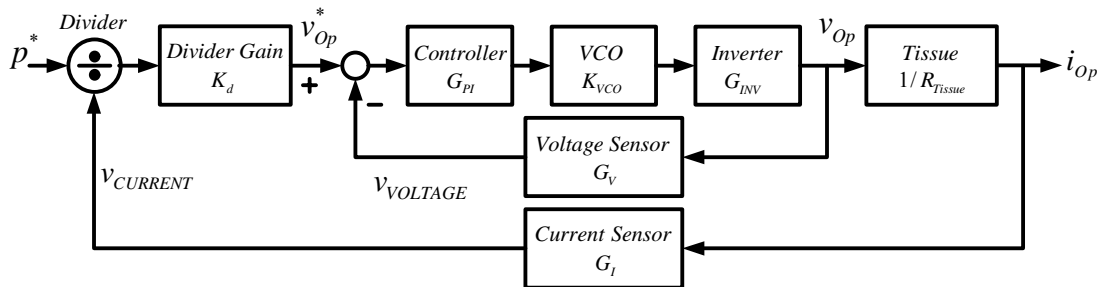 Divider
p*
÷
Divider Gain
K_d
v*_Op
+
−
Controller
G_PI
VCO
K_VCO
Inverter
G_INV
v_Op
Tissue
1/ R_Tissue
i_Op
Voltage Sensor
G_V
v_CURRENT
v_VOLTAGE
Current Sensor
G_I